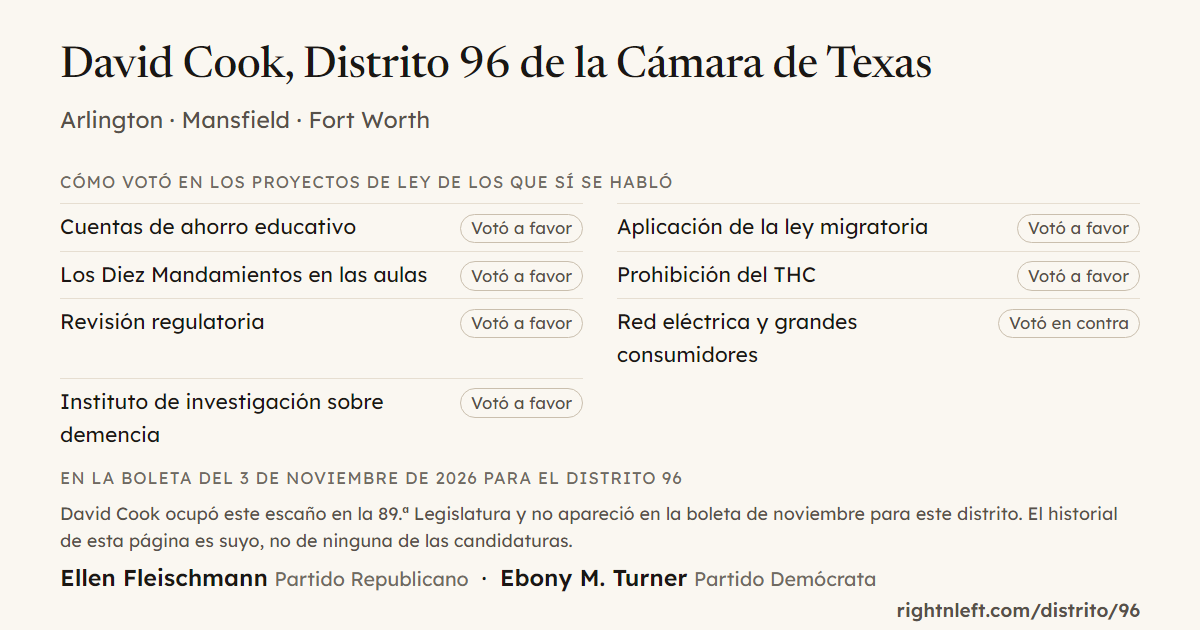 David Cook, Distrito 96 de la Cámara de Texas
Arlington · Mansfield · Fort Worth
CÓMO VOTÓ EN LOS PROYECTOS DE LEY DE LOS QUE SÍ SE HABLÓ
Cuentas de ahorro educativo Votó a favor
Aplicación de la ley migratoria Votó a favor
Los Diez Mandamientos en las aulas Votó a favor
Prohibición del THC Votó a favor
Revisión regulatoria Votó a favor
Red eléctrica y grandes Votó en contra
consumidores
Instituto de investigación sobre Votó a favor
demencia
EN LA BOLETA DEL 3 DE NOVIEMBRE DE 2026 PARA EL DISTRITO 96
David Cook ocupó este escaño en la 89.ª Legislatura y no apareció en la boleta de noviembre para este distrito. El historial
de esta página es suyo, no de ninguna de las candidaturas.
Ellen Fleischmann Partido Republicano · Ebony M. Turner Partido Demócrata
rightnleft.com/distrito/96